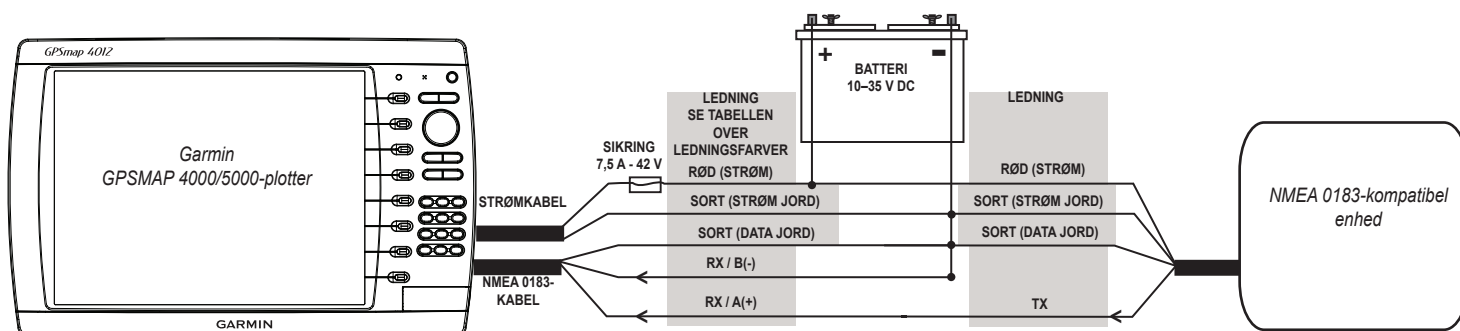 GPSmap 4012
Garmin
GPSMAP 4000/5000-plotter
GARMIN
STRØMKABEL
NMEA 0183-
KABEL
SIKRING
7,5 A - 42 V
LEDNING
SE TABELLEN
OVER
LEDNINGSFARVER
RØD (STRØM)
SORT (STRØM JORD)
SORT (DATA JORD)
RX / B(-)
RX / A(+)
+
-
BATTERI
10–35 V DC
LEDNING
RØD (STRØM)
SORT (STRØM JORD)
SORT (DATA JORD)
TX
NMEA 0183-kompatibel
enhed